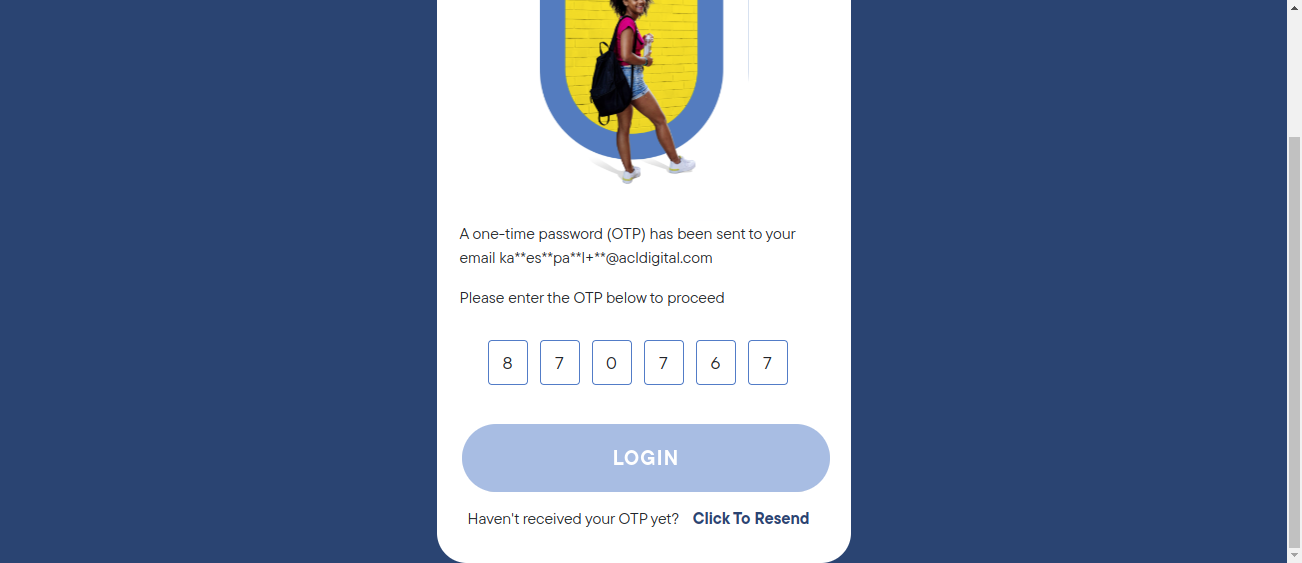 A one-time password (OTP) has been sent to your
email ka**es**pa**l+**@acldigital.com
Please enter the OTP below to proceed
8 7 0 7 6 7
LOGIN
Haven't received your OTP yet? Click To Resend